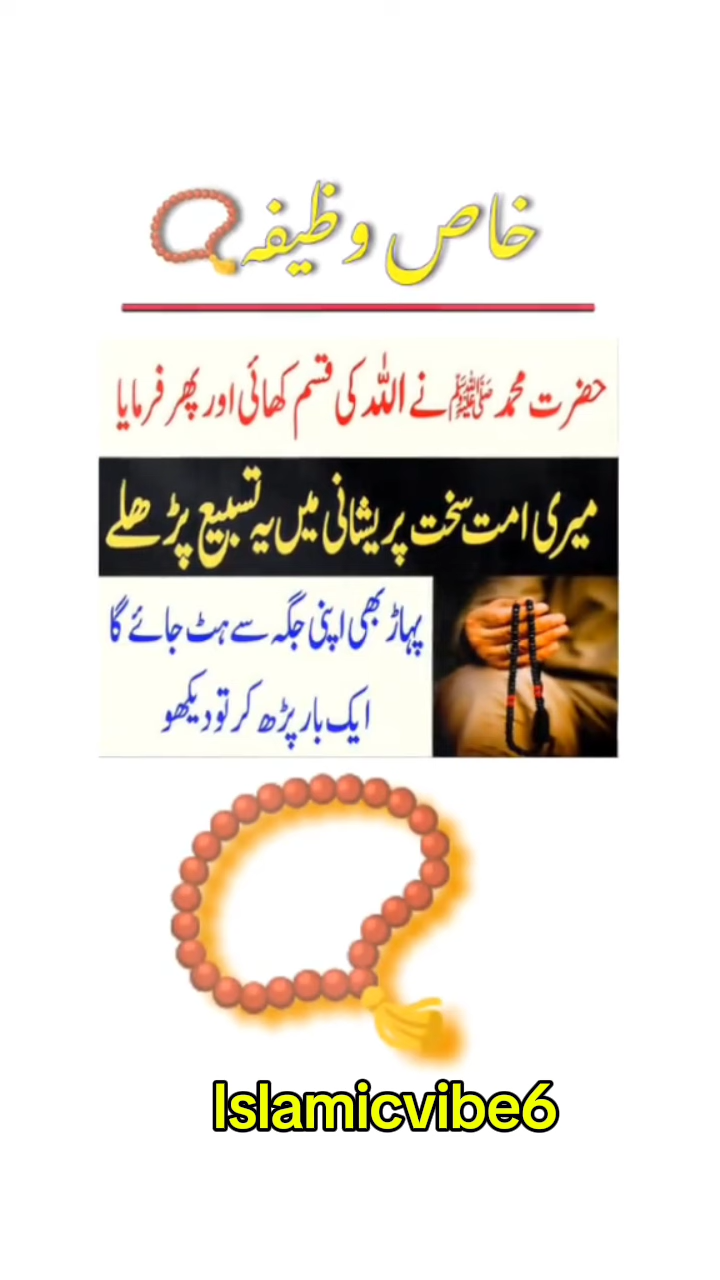 خاص وظیفہ
حضرت محمد ﷺ نے اللہ کی قسم کھائی اور پھر فرمایا
میری امت سخت پریشانی میں یہ تسبیع پڑھلے
پہاڑ بھی اپنی جگہ سے ہٹ جائے گا
ایک بار پڑھ کر تو دیکھو
Islamicvibe6